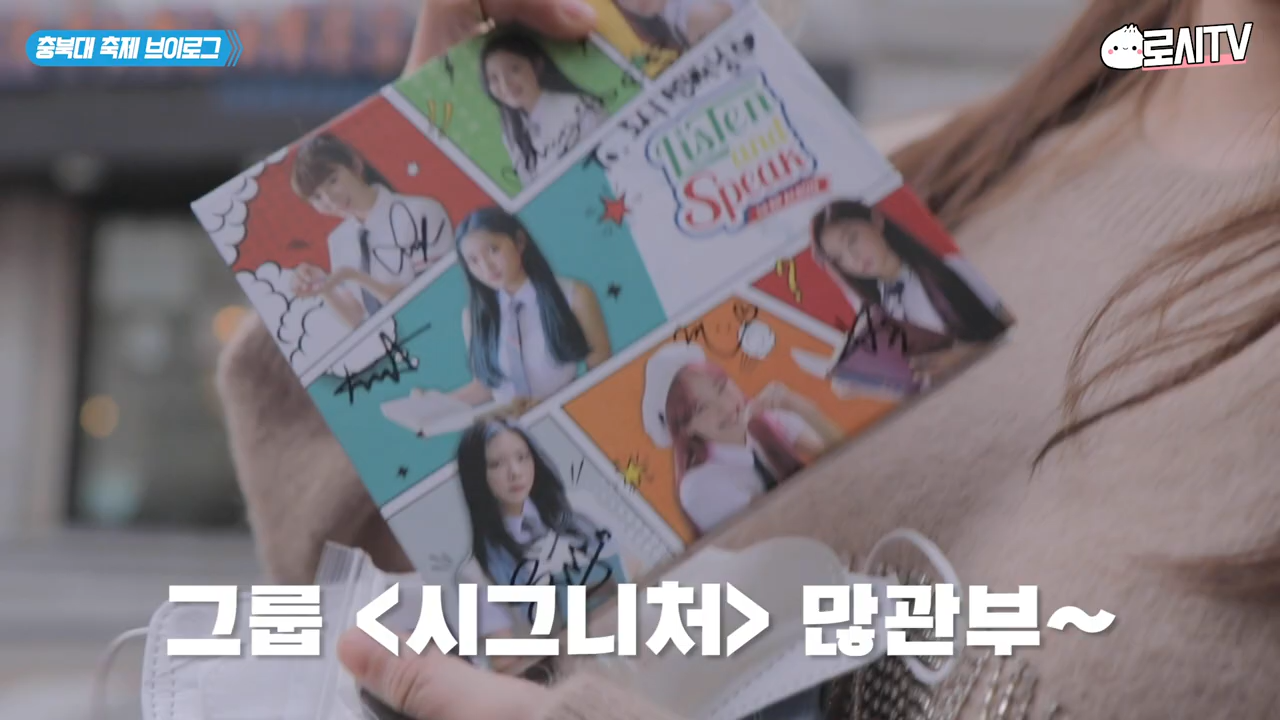 충북대 축제 브이로그
로시TV
To.
Listen
and
Speak
그룹 <시그니처> 많관부~